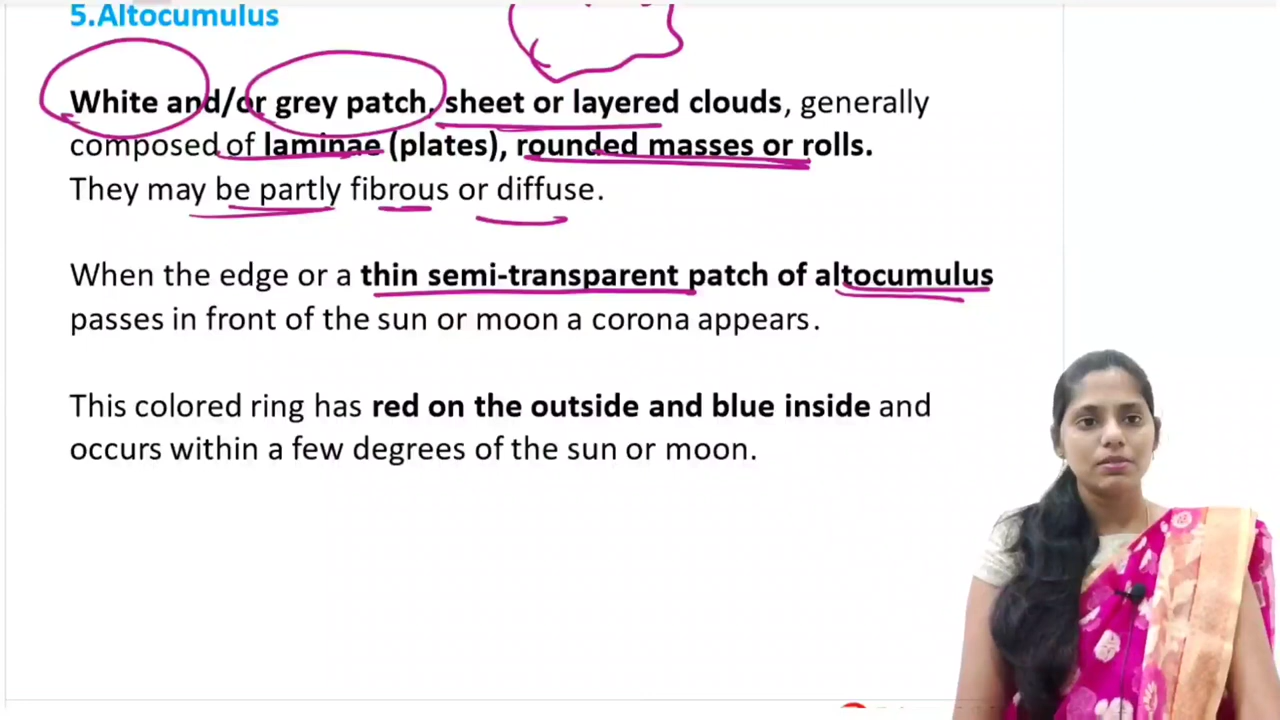 5.Altocumulus
White and/or grey patch, sheet or layered clouds, generally
composed of laminae (plates), rounded masses or rolls.
They may be partly fibrous or diffuse.
When the edge or a thin semi-transparent patch of altocumulus
passes in front of the sun or moon a corona appears.
This colored ring has red on the outside and blue inside and
occurs within a few degrees of the sun or moon.